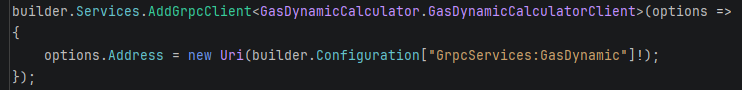 builder.Services.AddGrpcClient<GasDynamicCalculator.GasDynamicCalculatorClient>(options =>
{
    options.Address = new Uri(builder.Configuration["GrpcServices:GasDynamic"]!);
});